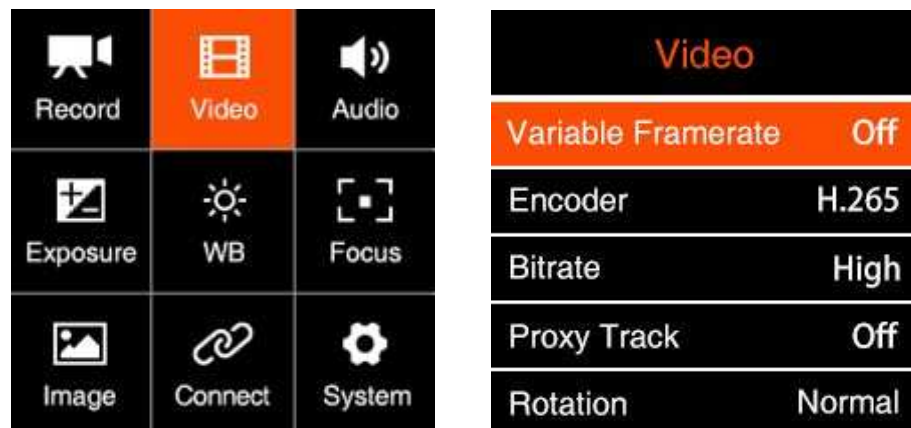 Record Video Audio
Exposure WB Focus
Image Connect System
Video
Variable Framerate Off
Encoder H.265
Bitrate High
Proxy Track Off
Rotation Normal